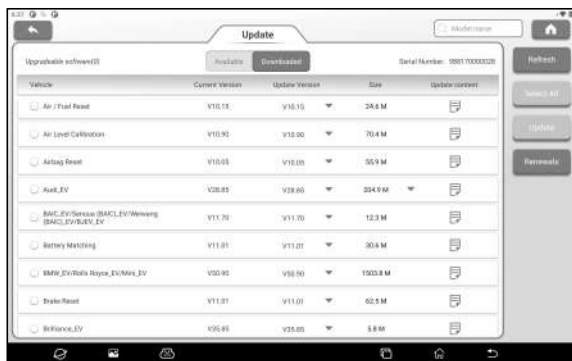 Update
Model name
Upgradeable software(0)
Available
Downloaded
Serial Number: 988170000028
Refresh
Select All
Update
Renewals
Vehicle
Current Version
Update Version
Size
Update content
Air / Fuel Reset
V10.15
V10.15
24.6 M
Air Level Calibration
V10.90
V10.90
70.4 M
Airbag Reset
V10.05
V10.05
55.9 M
Audi_EV
V28.85
V28.85
204.9 M
BAIC_EV/Senova (BAIC)_EV/Weiwang
(BAIC)_EV/BJEV_EV
V11.70
V11.70
12.3 M
Battery Matching
V11.01
V11.01
30.6 M
BMW_EV/Rolls Royce_EV/Mini_EV
V50.90
V50.90
1503.8 M
Brake Reset
V11.01
V11.01
62.5 M
Brilliance_EV
V35.85
V35.85
5.8 M